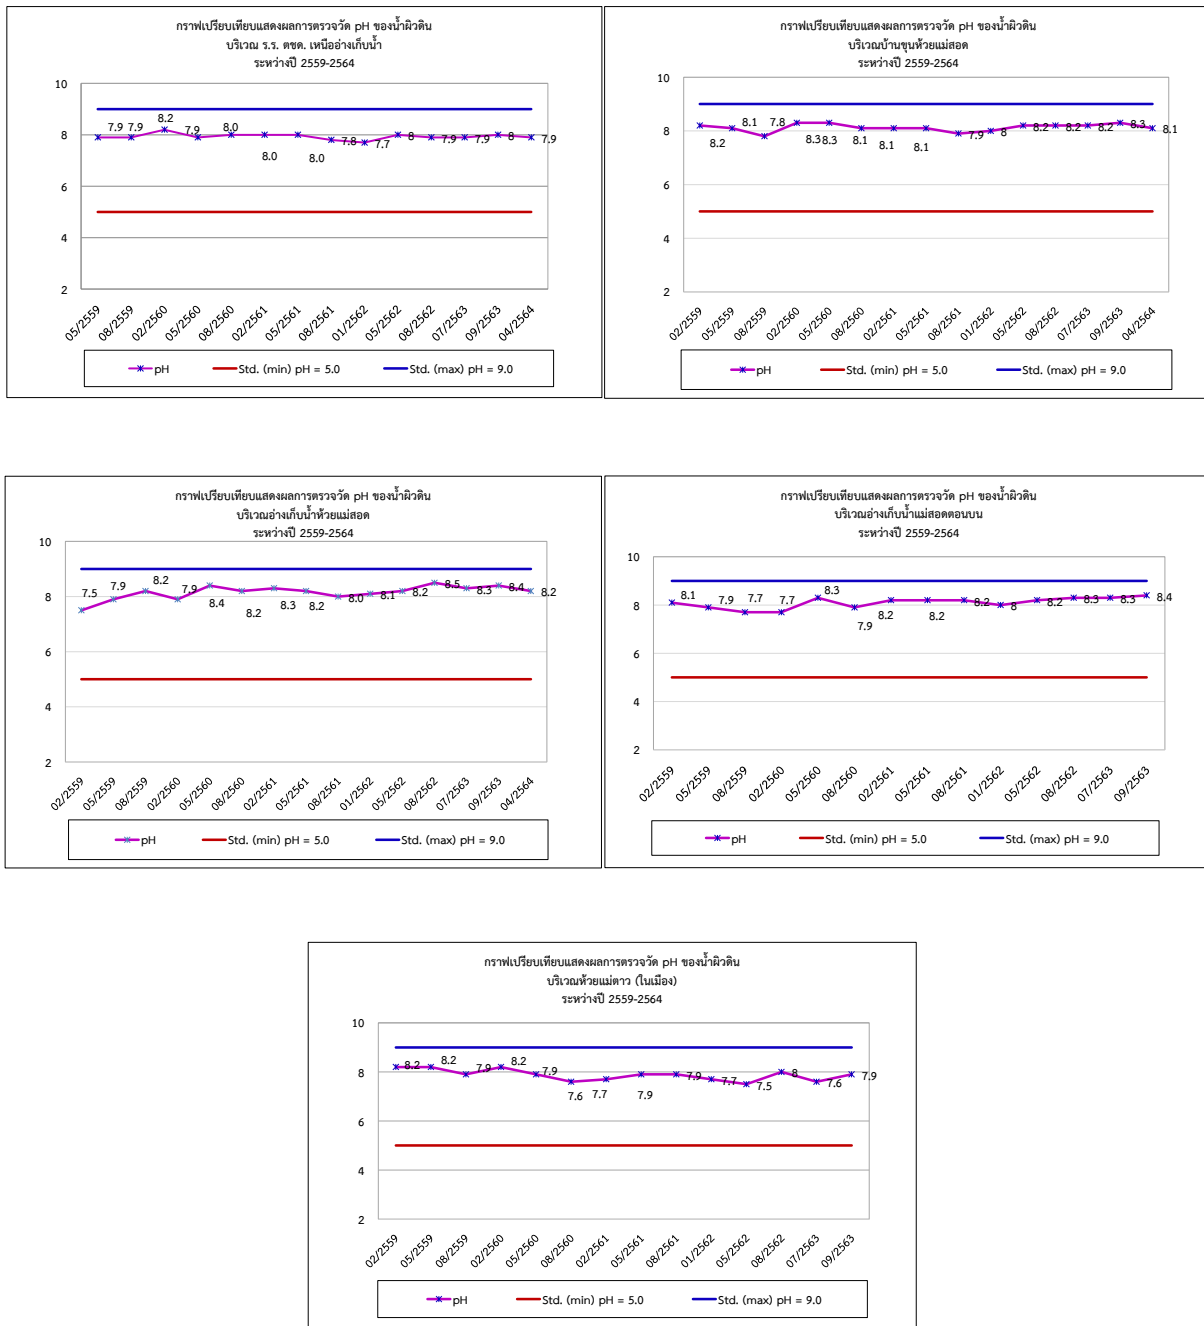 กราฟเปรียบเทียบแสดงผลการตรวจวัด pH ของน้ำผิวดิน
บริเวณ ร.ร. ตชด. เหนืออ่างเก็บน้ำ
ระหว่างปี 2559-2564
10
8
6
4
2
7.9 7.9 8.2 7.9 8.0 8.0 8.0 7.8 7.7 8 7.9 7.9 8 7.9
05/2559 08/2559 02/2560 05/2560 08/2560 02/2561 05/2561 08/2561 01/2562 05/2562 08/2562 07/2563 09/2563 04/2564
pH Std. (min) pH = 5.0 Std. (max) pH = 9.0
กราฟเปรียบเทียบแสดงผลการตรวจวัด pH ของน้ำผิวดิน
บริเวณบ้านขุนห้วยแม่สอด
ระหว่างปี 2559-2564
10
8
6
4
2
8.2 8.1 7.8 8.3 8.3 8.1 8.1 8.1 7.9 8 8.2 8.2 8.2 8.3 8.1
02/2559 05/2559 08/2559 02/2560 05/2560 08/2560 02/2561 05/2561 08/2561 01/2562 05/2562 08/2562 07/2563 09/2563 04/2564
pH Std. (min) pH = 5.0 Std. (max) pH = 9.0
กราฟเปรียบเทียบแสดงผลการตรวจวัด pH ของน้ำผิวดิน
บริเวณอ่างเก็บน้ำห้วยแม่สอด
ระหว่างปี 2559-2564
10
8
6
4
2
7.5 7.9 8.2 7.9 8.4 8.2 8.3 8.2 8.0 8.1 8.2 8.5 8.3 8.4 8.2
02/2559 05/2559 08/2559 02/2560 05/2560 08/2560 02/2561 05/2561 08/2561 01/2562 05/2562 08/2562 07/2563 09/2563 04/2564
pH Std. (min) pH = 5.0 Std. (max) pH = 9.0
กราฟเปรียบเทียบแสดงผลการตรวจวัด pH ของน้ำผิวดิน
บริเวณอ่างเก็บน้ำแม่สอดตอนบน
ระหว่างปี 2559-2564
10
8
6
4
2
8.1 7.9 7.7 7.7 8.3 7.9 8.2 8.2 8.2 8 8.2 8.3 8.3 8.4
02/2559 05/2559 08/2559 02/2560 05/2560 08/2560 02/2561 05/2561 08/2561 01/2562 05/2562 08/2562 07/2563 09/2563
pH Std. (min) pH = 5.0 Std. (max) pH = 9.0
กราฟเปรียบเทียบแสดงผลการตรวจวัด pH ของน้ำผิวดิน
บริเวณห้วยแม่ตาว (ในเมือง)
ระหว่างปี 2559-2564
10
8
6
4
2
8.2 8.2 7.9 8.2 7.9 7.6 7.7 7.9 7.9 7.7 7.5 8 7.6 7.9
02/2559 05/2559 08/2559 02/2560 05/2560 08/2560 02/2561 05/2561 08/2561 01/2562 05/2562 08/2562 07/2563 09/2563
pH Std. (min) pH = 5.0 Std. (max) pH = 9.0